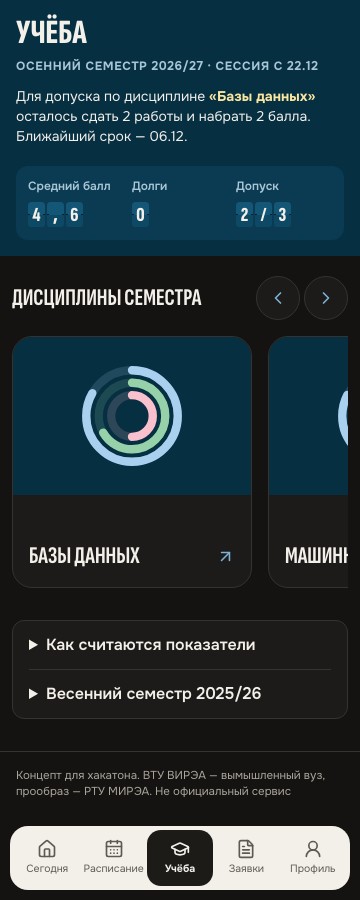 УЧЁБА
ОСЕННИЙ СЕМЕСТР 2026/27 · СЕССИЯ С 22.12
Для допуска по дисциплине «Базы данных»
осталось сдать 2 работы и набрать 2 балла.
Ближайший срок — 06.12.
Средний балл Долги Допуск
4,6 0 2/3
ДИСЦИПЛИНЫ СЕМЕСТРА
БАЗЫ ДАННЫХ
Как считаются показатели
Весенний семестр 2025/26
Концепт для хакатона. ВТУ ВИРЭА — вымышленный вуз,
прообраз — РТУ МИРЭА. Не официальный сервис
Сегодня Расписание Учёба Заявки Профиль